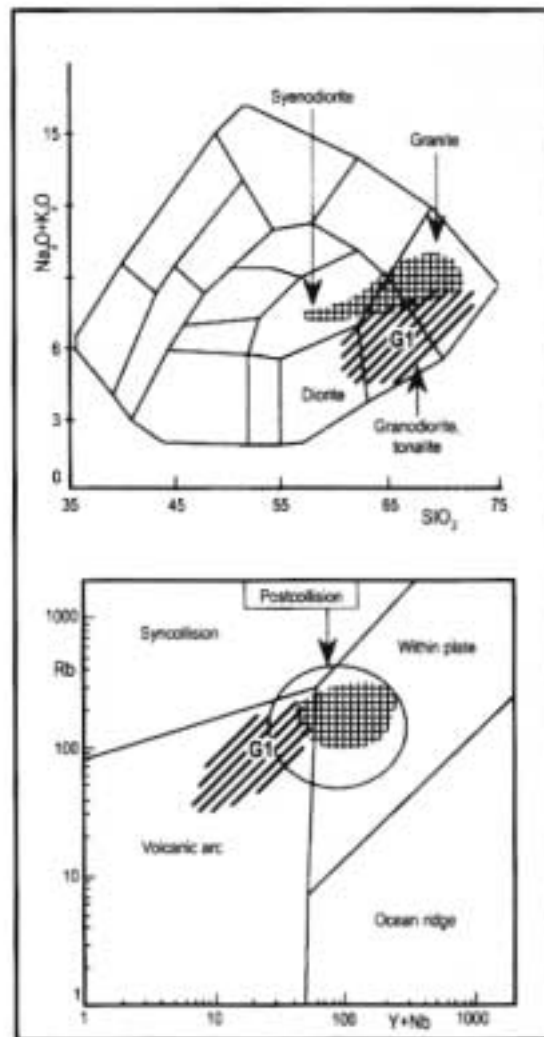 Syenodiorite
Granite
15
Na₂O+K₂O
6
G1
Diorite
3
Granodiorite,
tonalite
0
35
45
55
65
75
SIO₂
Postcollision
1000
Syncollision
Within plate
Rb
100
G1
Volcanic arc
10
Ocean ridge
1
1
10
100
Y+Nb
1000